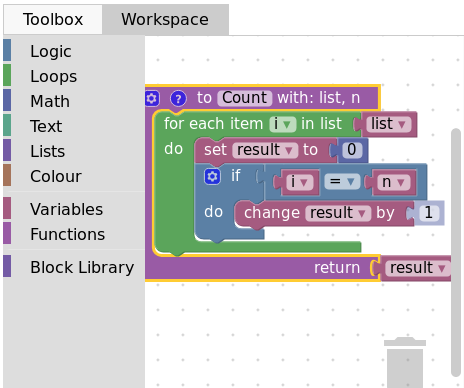 Toolbox Workspace
Logic
Loops
Math
Text
Lists
Colour
Variables
Functions
Block Library
? to Count with: list, n
for each item i in list list
do set result to 0
if i = n
do change result by 1
return result